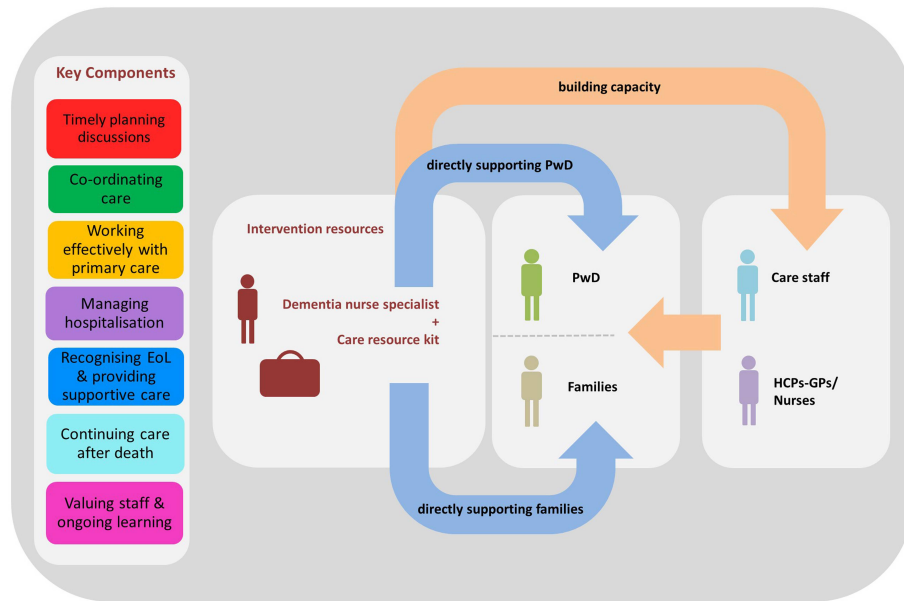 Key Components
Timely planning
discussions
Co-ordinating
care
Working
effectively with
primary care
Managing
hospitalisation
Recognising EoL
& providing
supportive care
Continuing care
after death
Valuing staff &
ongoing learning
building capacity
directly supporting PwD
Intervention resources
Dementia nurse specialist
+
Care resource kit
PwD
Families
Care staff
HCPs-GPs/
Nurses
directly supporting families